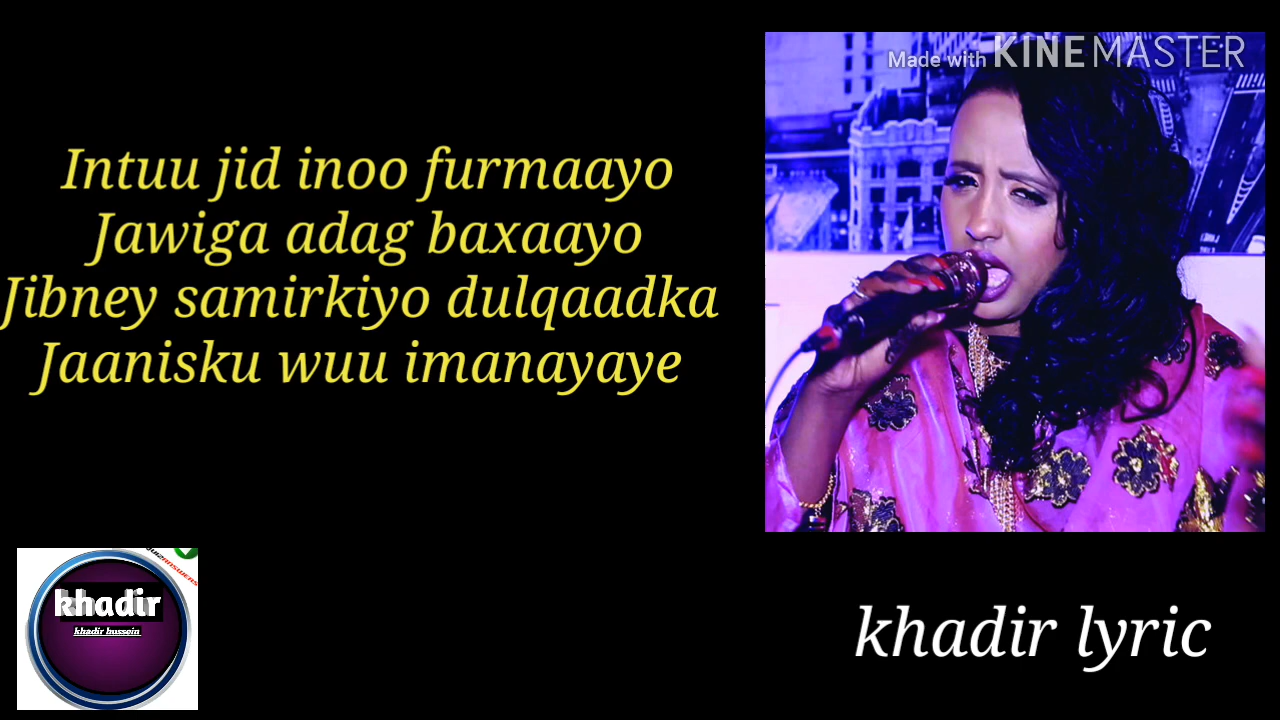 Made with KINEMASTER
Intuu jid inoo furmaayo
Jawiga adag baxaayo
Jibney samirkiyo dulqaadka
Jaanisku wuu imanayaye
khadir
khadir hussein
khadir lyric